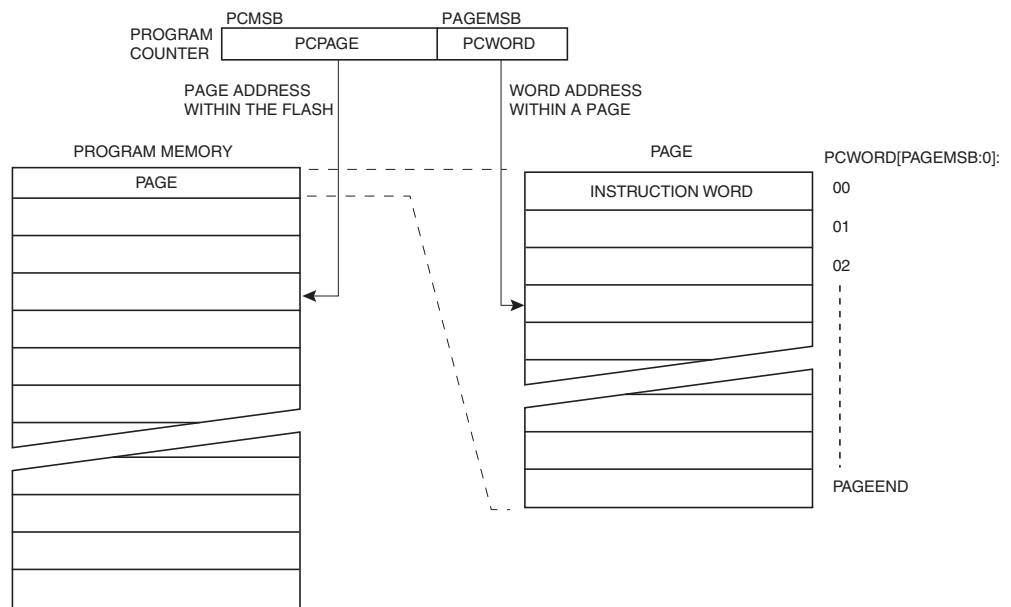 PCMSB
PAGEMSB
PROGRAM
COUNTER
PCPAGE
PCWORD
PAGE ADDRESS
WITHIN THE FLASH
WORD ADDRESS
WITHIN A PAGE
PROGRAM MEMORY
PAGE
PAGE
PCWORD[PAGEMSB:0]:
INSTRUCTION WORD
00
01
02
PAGEEND